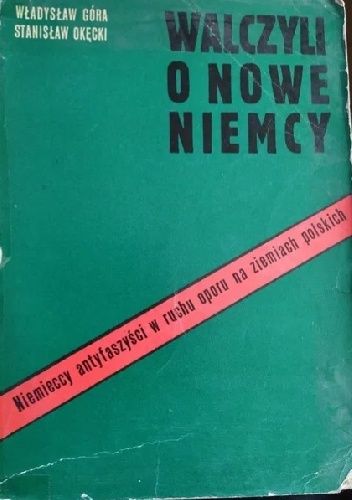 WŁADYSŁAW GÓRA
STANISŁAW OKĘCKI
WALCZYLI
O NOWE
NIEMCY
Niemieccy antyfaszyści w ruchu oporu na ziemiach polskich